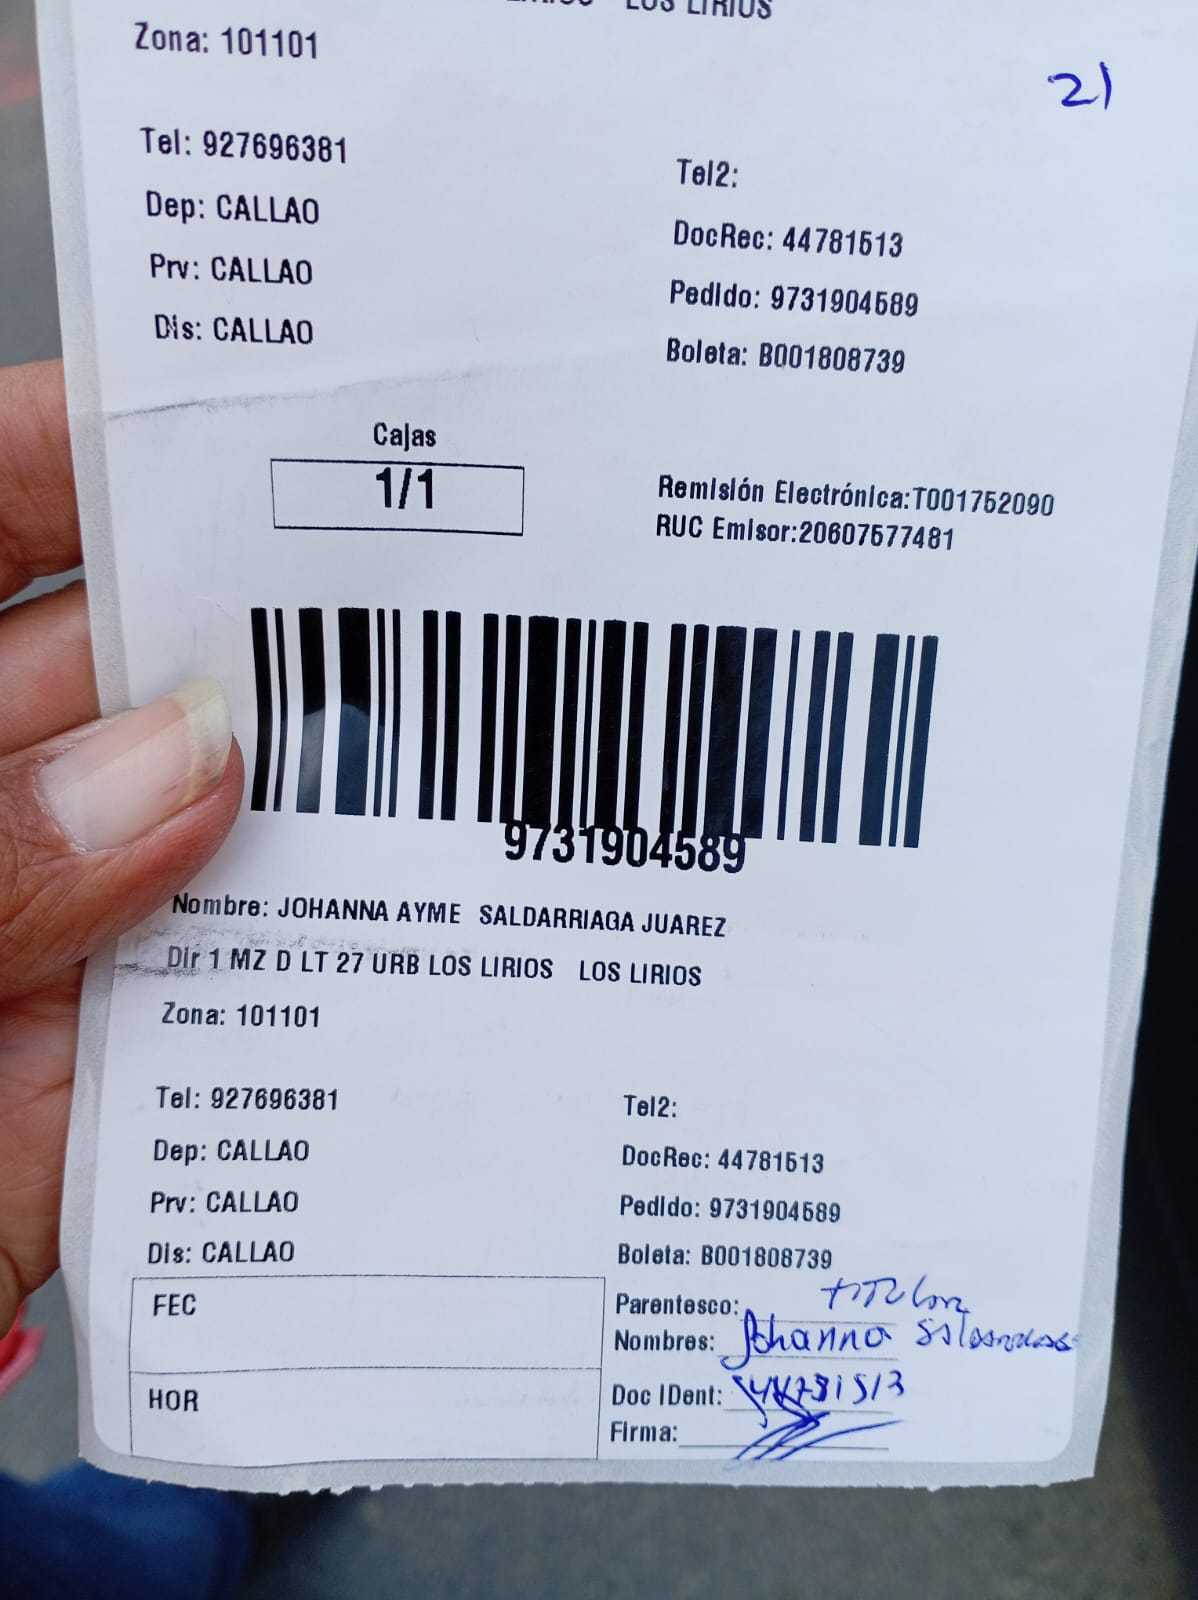 LOS LIRIOS
Zona: 101101
21
Tel: 927696381
Tel2:
Dep: CALLAO
DocRec: 44781513
Prv: CALLAO
Pedido: 9731904589
Dis: CALLAO
Boleta: B001808739
Cajas
1/1
Remisión Electrónica:T001752090
RUC Emisor:20607577481
9731904589
Nombre: JOHANNA AYME SALDARRIAGA JUAREZ
Dir 1 MZ D LT 27 URB LOS LIRIOS LOS LIRIOS
Zona: 101101
Tel: 927696381
Tel2:
Dep: CALLAO
DocRec: 44781513
Prv: CALLAO
Pedido: 9731904589
Dis: CALLAO
Boleta: B001808739
FEC
Parentesco: TITULAR
Nombres: Johanna
HOR
Doc IDent: 44781513
Firma: